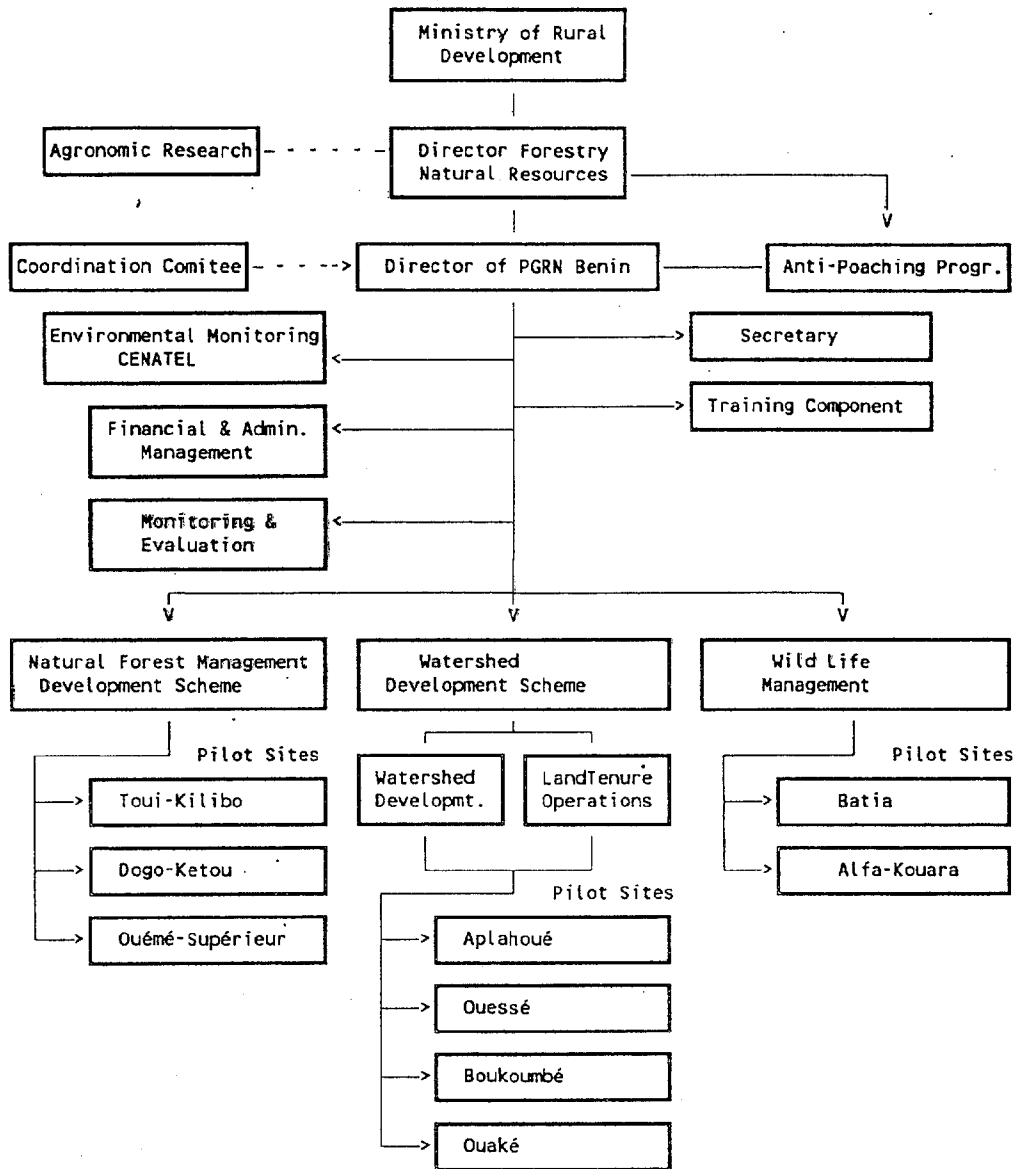 Ministry of Rural
Development
Agronomic Research
Director Forestry
Natural Resources
Coordination Comitee
Director of PGRN Benin
Anti-Poaching Progr.
Environmental Monitoring
CENATEL
Secretary
Training Component
Financial & Admin.
Management
Monitoring &
Evaluation
Natural Forest Management
Development Scheme
Watershed
Development Scheme
Wild Life
Management
Pilot Sites
Toui-Kilibo
Dogo-Ketou
Ouémé-Supérieur
Watershed
Developmt.
LandTenure
Operations
Pilot Sites
Aplahoué
Ouessé
Boukoumbé
Ouaké
Pilot Sites
Batia
Alfa-Kouara